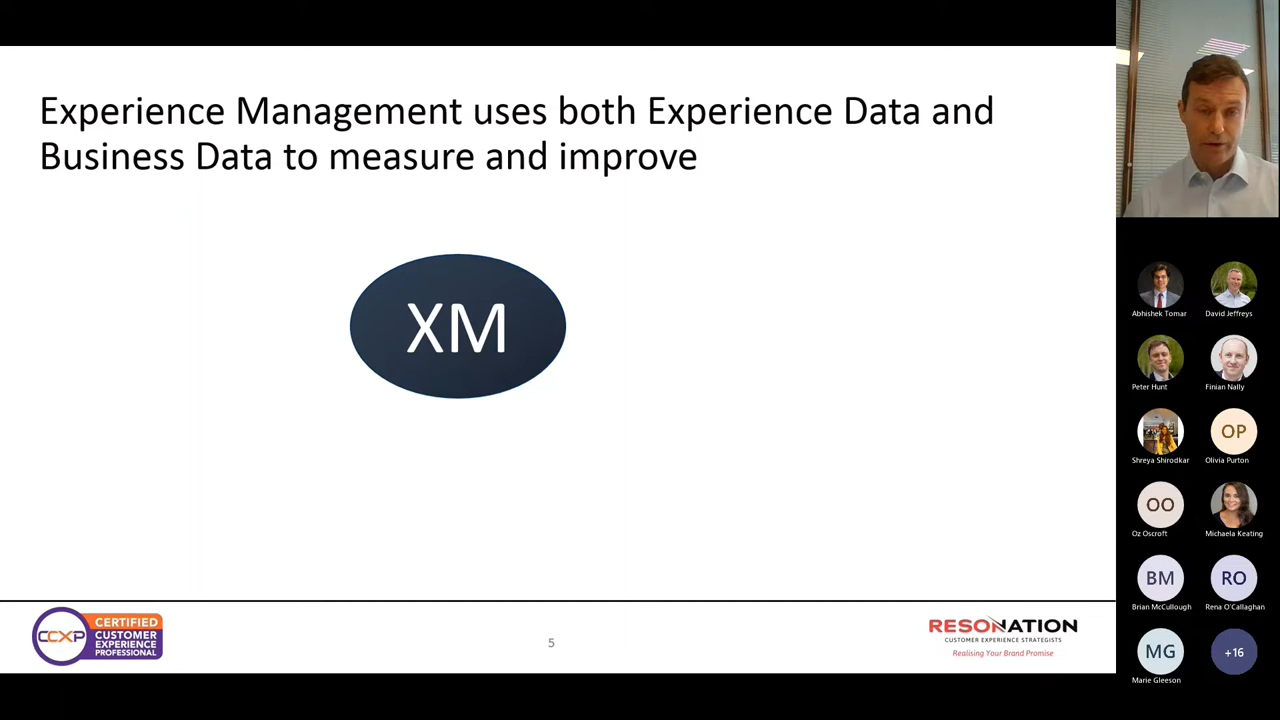 Experience Management uses both Experience Data and
Business Data to measure and improve
XM
CCXP
CERTIFIED
CUSTOMER
EXPERIENCE
PROFESSIONAL
5
RESONATION
CUSTOMER EXPERIENCE STRATEGISTS
Realising Your Brand Promise
Abhishek Tomar
David Jeffreys
Peter Hunt
Finian Nally
Shreya Shirodkar
OP
Olivia Purton
OO
Oz Oscroft
Michaela Keating
BM
Brian McCullough
RO
Rena O'Callaghan
MG
Marie Gleeson
+16